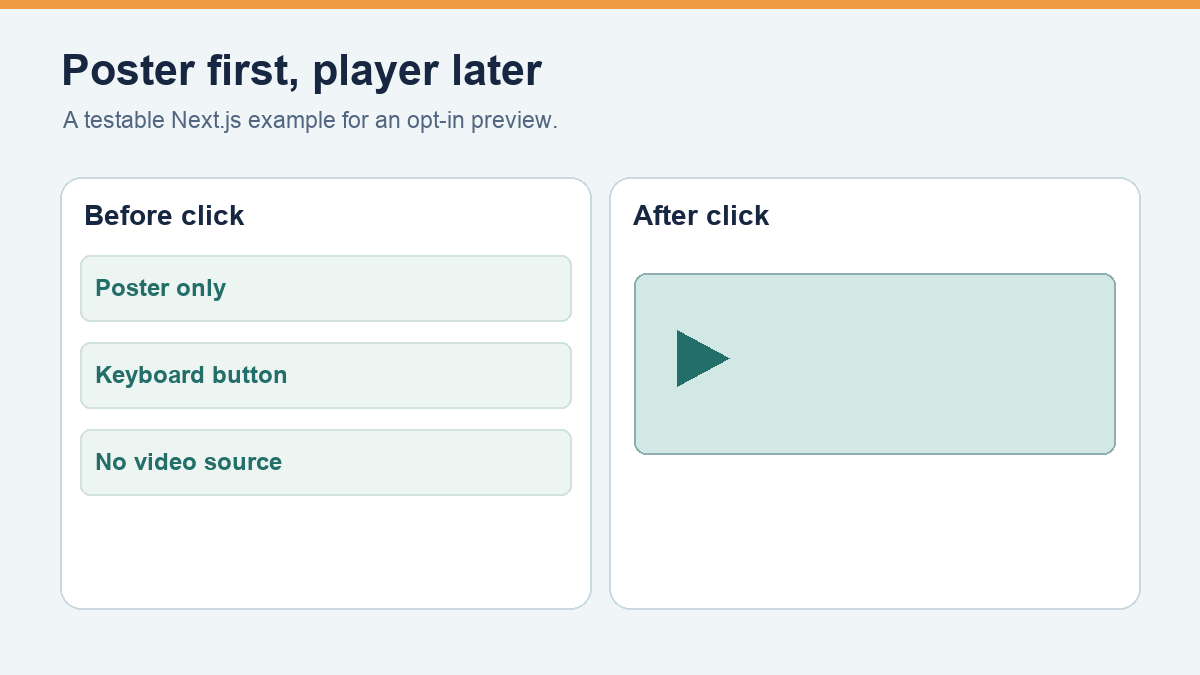 Poster first, player later
A testable Next.js example for an opt-in preview.
Before click
Poster only
Keyboard button
No video source
After click